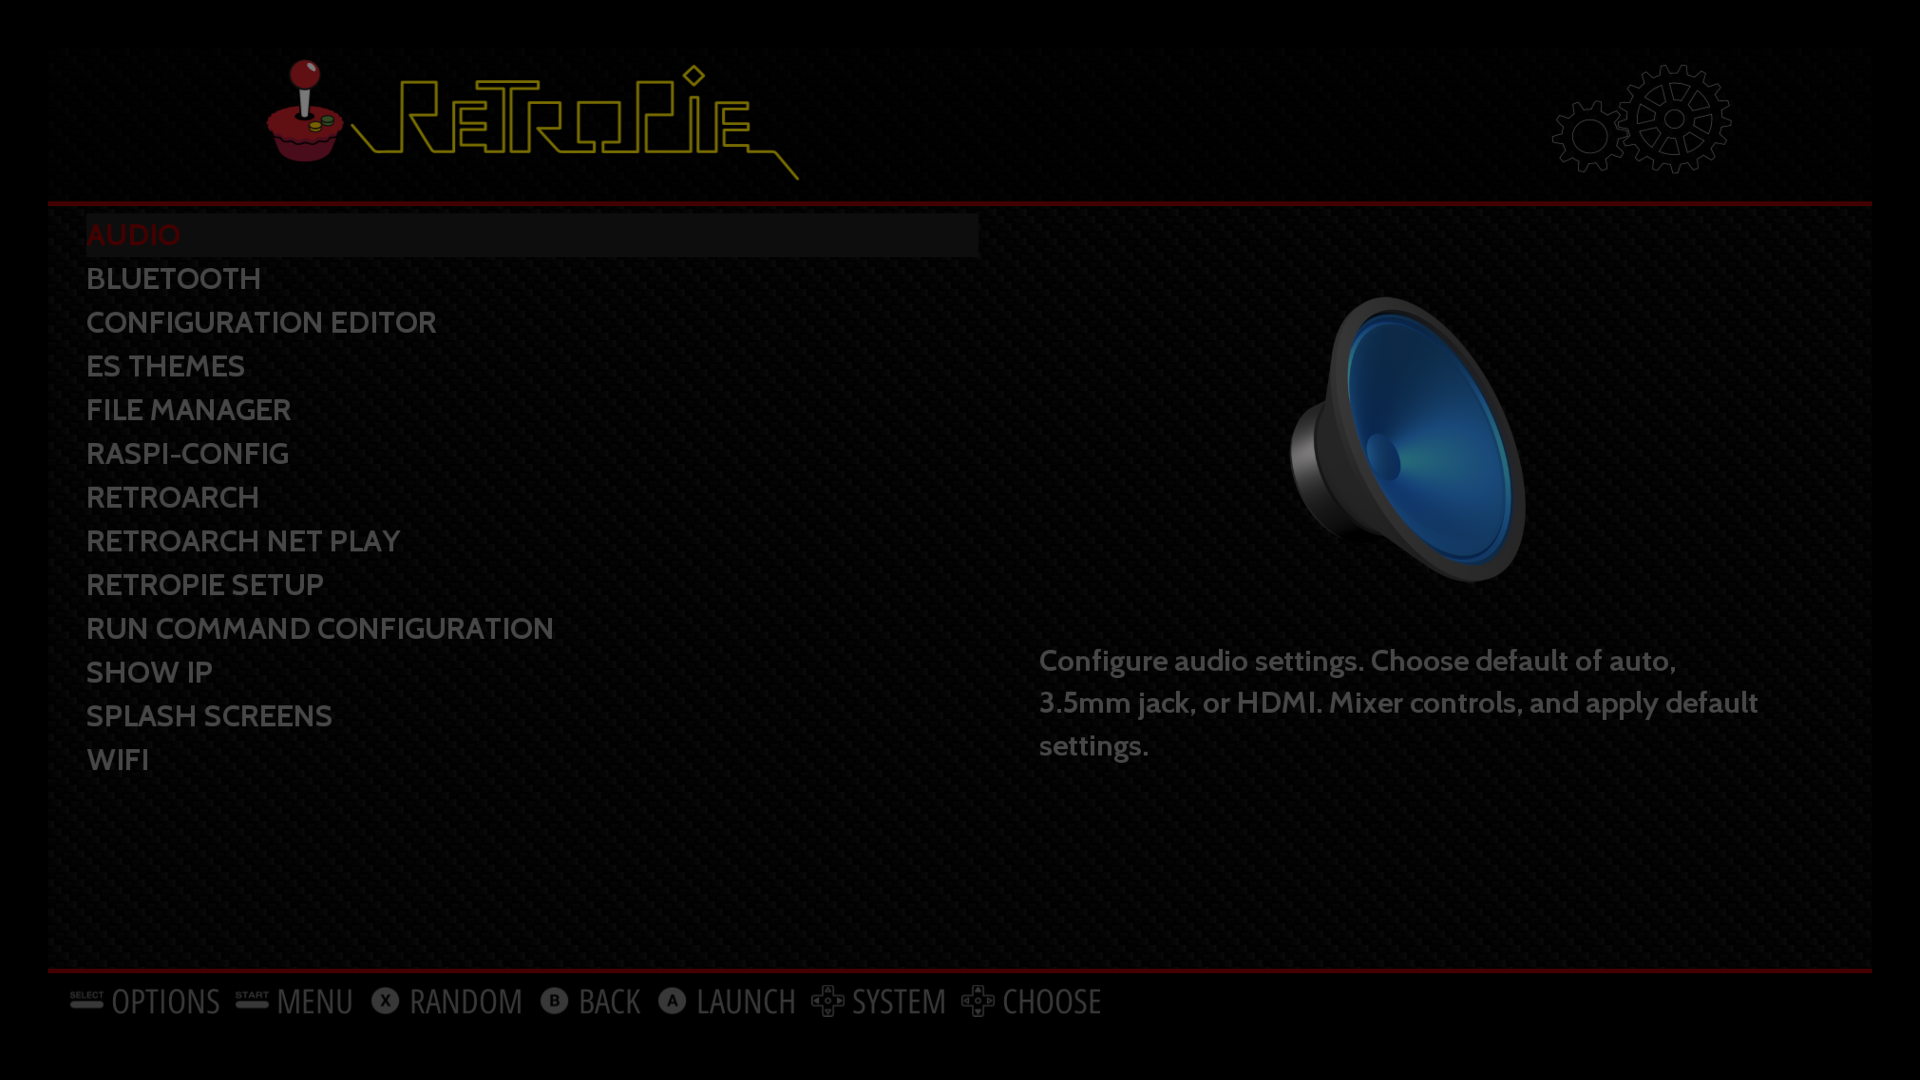 RETROPIE
AUDIO
BLUETOOTH
CONFIGURATION EDITOR
ES THEMES
FILE MANAGER
RASPI-CONFIG
RETROARCH
RETROARCH NET PLAY
RETROPIE SETUP
RUN COMMAND CONFIGURATION
SHOW IP
SPLASH SCREENS
WIFI
Configure audio settings. Choose default of auto,
3.5mm jack, or HDMI. Mixer controls, and apply default
settings.
SELECT OPTIONS START MENU X RANDOM B BACK A LAUNCH SYSTEM CHOOSE